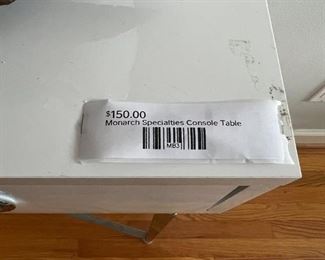 $150.00
Monarch Specialties Console Table
MB3